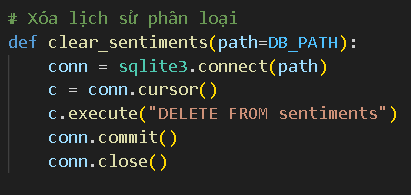 # Xóa lịch sử phân loại
def clear_sentiments(path=DB_PATH):
    conn = sqlite3.connect(path)
    c = conn.cursor()
    c.execute("DELETE FROM sentiments")
    conn.commit()
    conn.close()